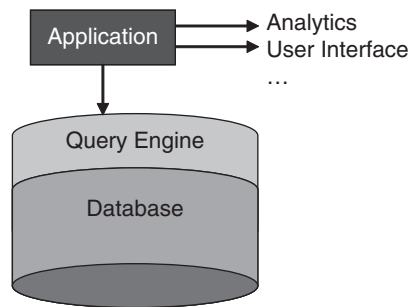 Application
Analytics
User Interface
…
Query Engine
Database